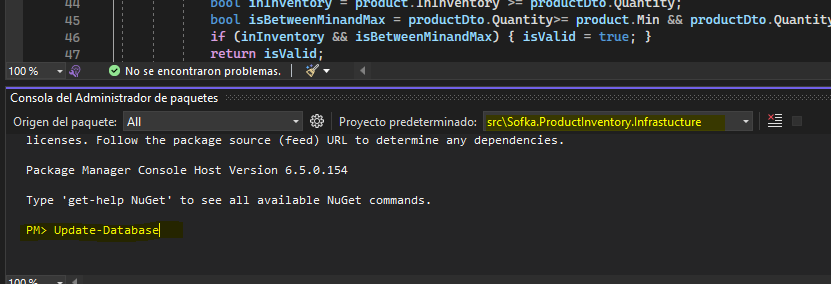 44 bool inInventory = product.InInventory >= productDto.Quantity;
45 bool isBetweenMinandMax = productDto.Quantity>= product.Min && productDto.Quantity
46 if (inInventory && isBetweenMinandMax) { isValid = true; }
47 return isValid;
100 % No se encontraron problemas.
Consola del Administrador de paquetes
Origen del paquete: All Proyecto predeterminado: src\Sofka.ProductInventory.Infrastucture
licenses. Follow the package source (feed) URL to determine any dependencies.
Package Manager Console Host Version 6.5.0.154
Type 'get-help NuGet' to see all available NuGet commands.
PM> Update-Database
100 %